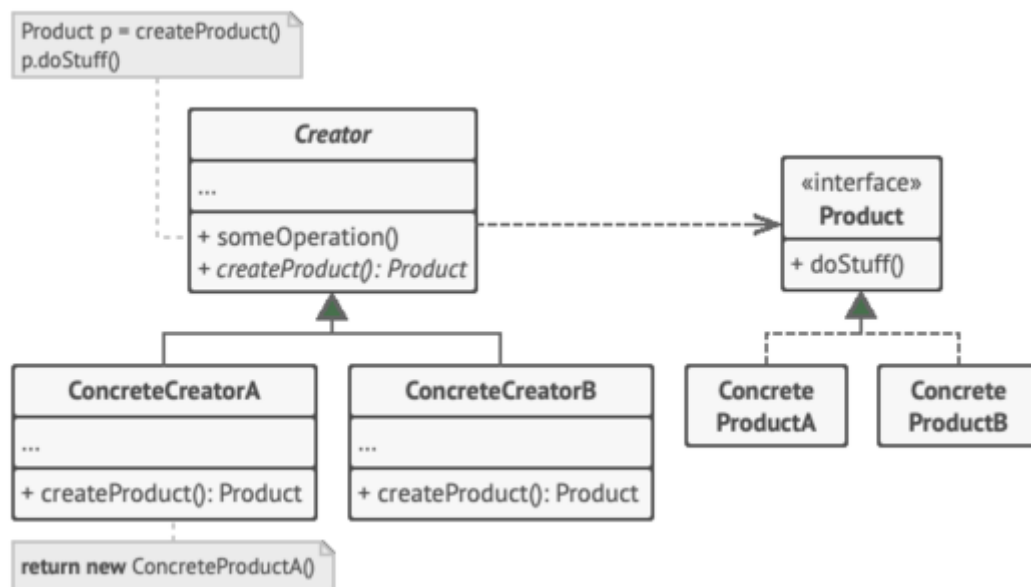 Product p = createProduct()
p.doStuff()
Creator
...
+ someOperation()
+ createProduct(): Product
«interface»
Product
+ doStuff()
ConcreteCreatorA
...
+ createProduct(): Product
ConcreteCreatorB
...
+ createProduct(): Product
Concrete
ProductA
Concrete
ProductB
return new ConcreteProductA()